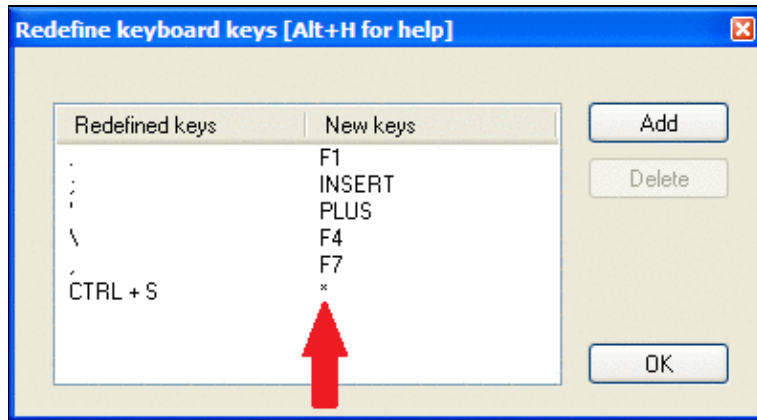 Redefine keyboard keys [Alt+H for help]
Redefined keys New keys
. F1
; INSERT
' PLUS
\ F4
, F7
CTRL + S *
Add
Delete
OK